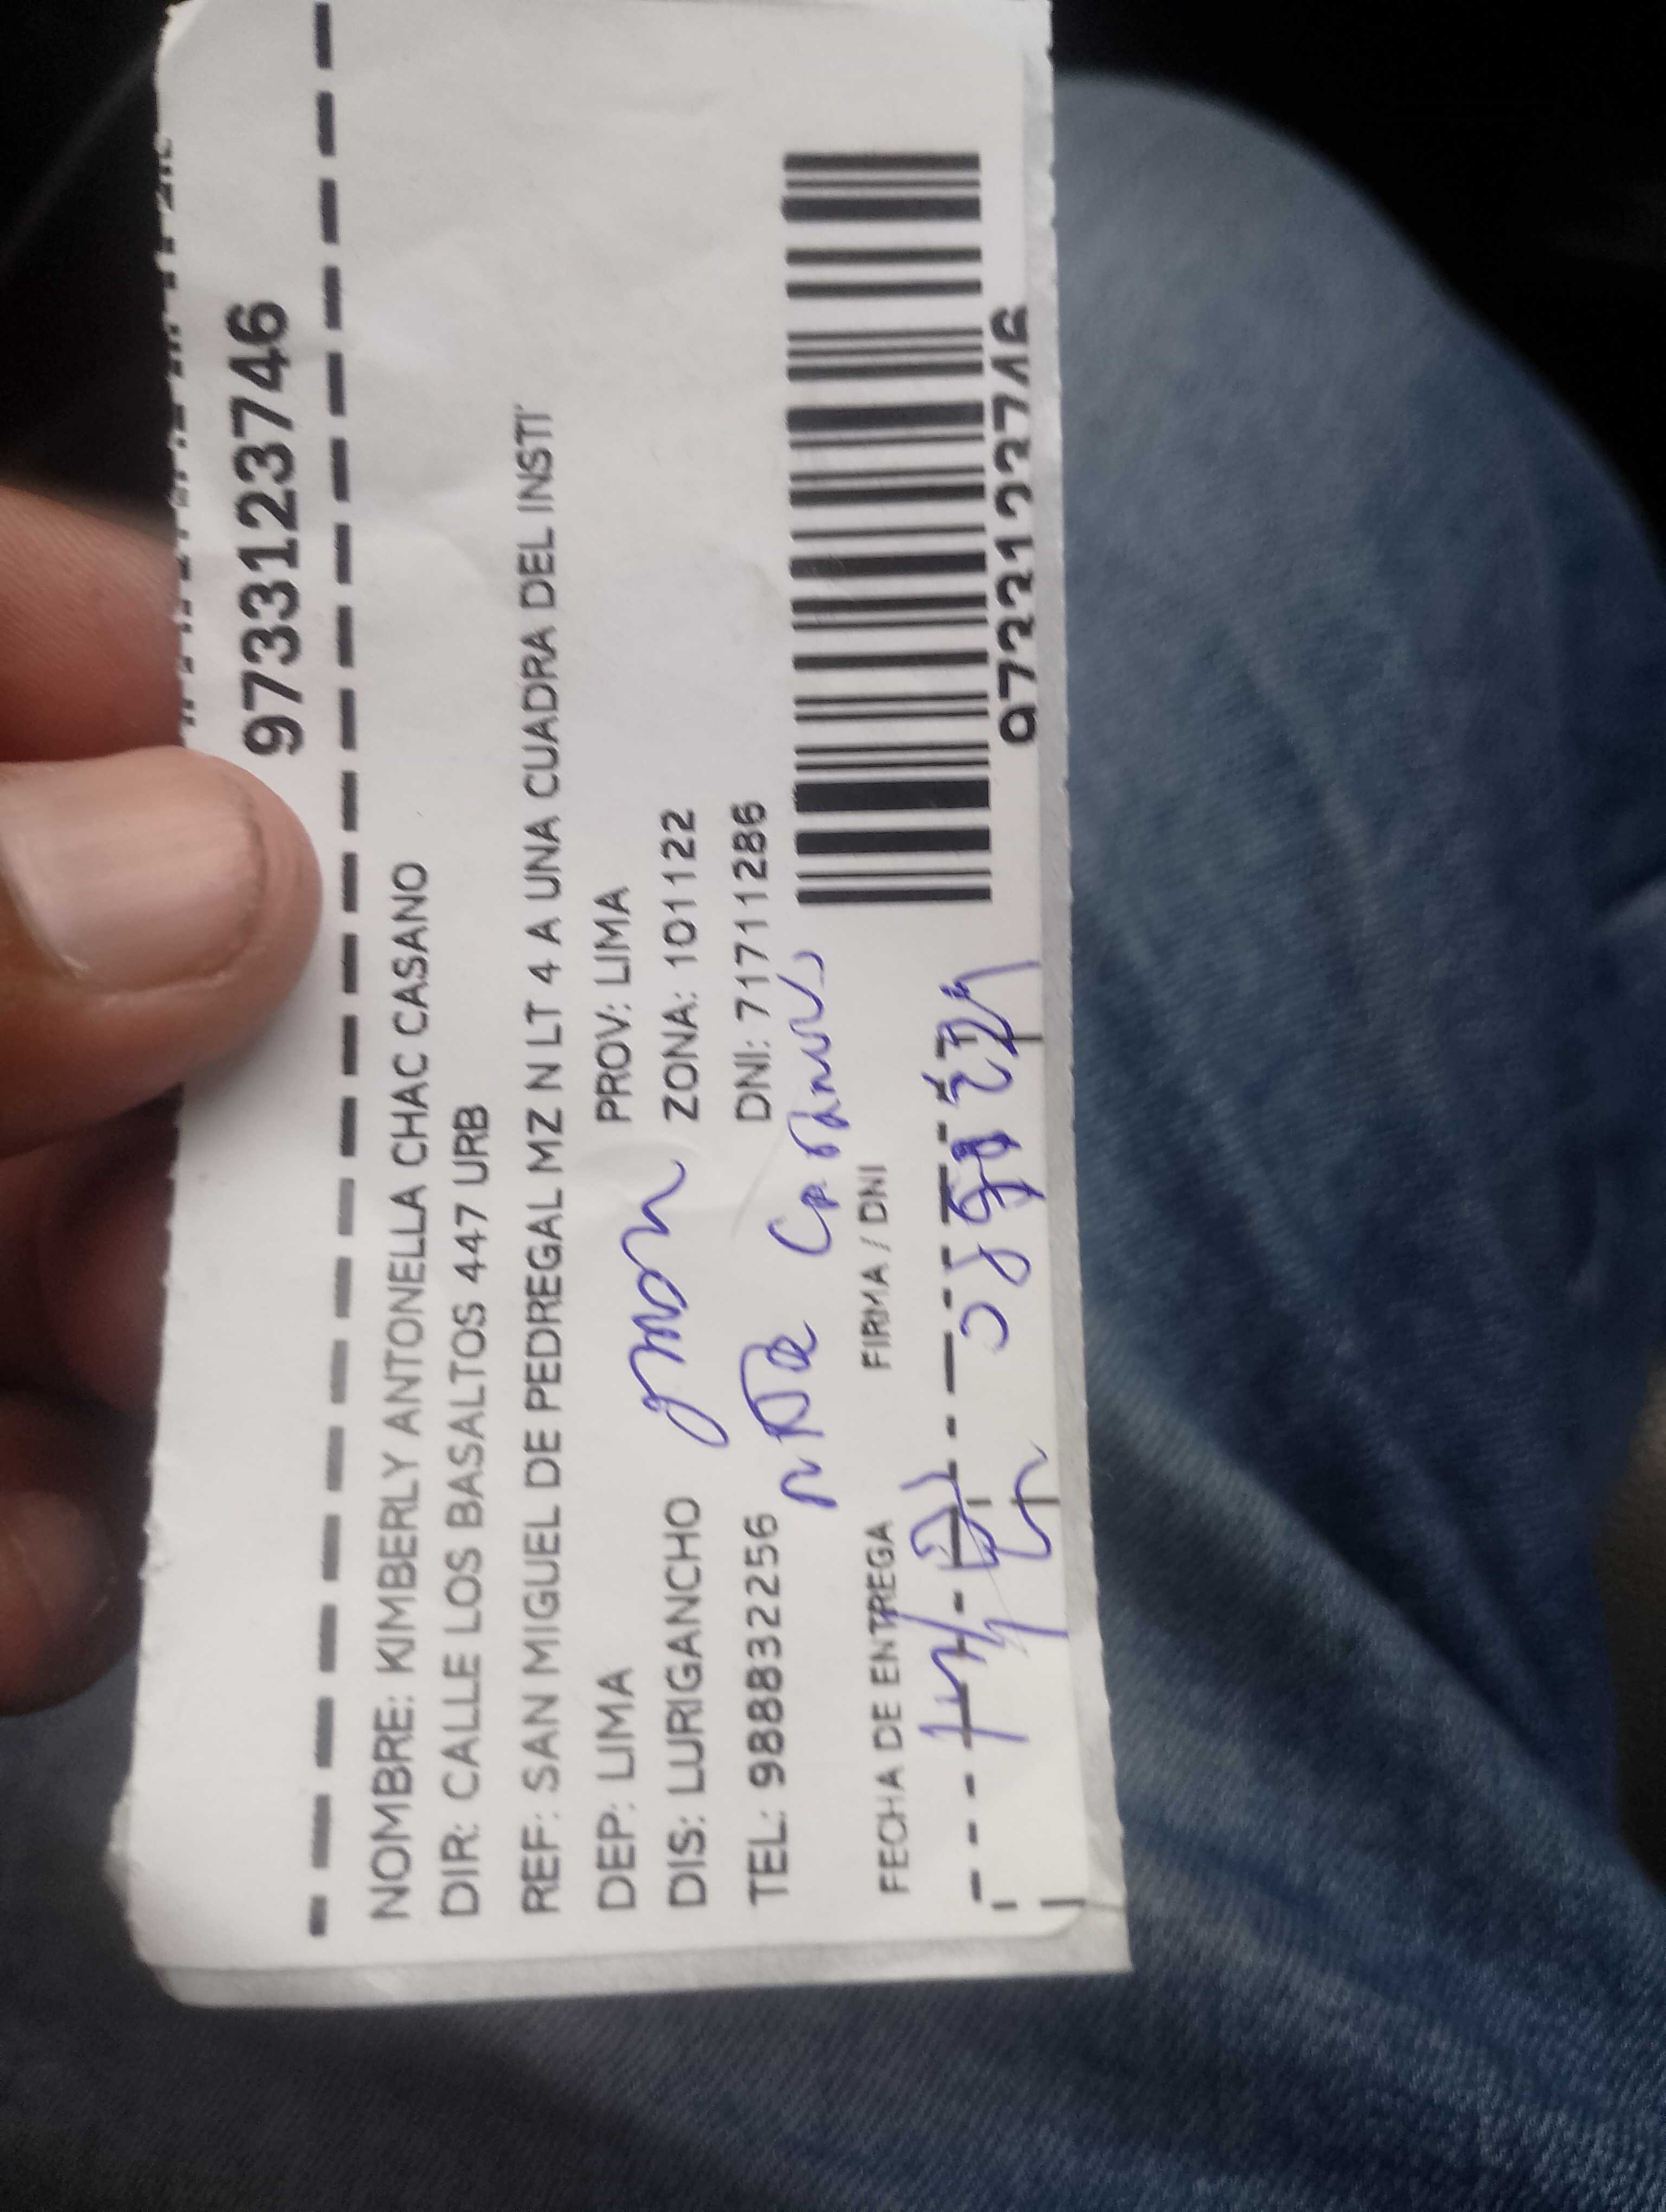 97331123746
NOMBRE: KIMBERLY ANTONELLA CHAC CASANO
DIR: CALLE LOS BASALTOS 447 URB
REF: SAN MIGUEL DE PEDREGAL MZ N LT 4 A UNA CUADRA DEL INSTI
DEP: LIMA PROV: LIMA
DIS: LURIGANCHO ZONA: 101122
TEL: 988832256 DNI: 71711286
FECHA DE ENTREGA FIRMA / DNI